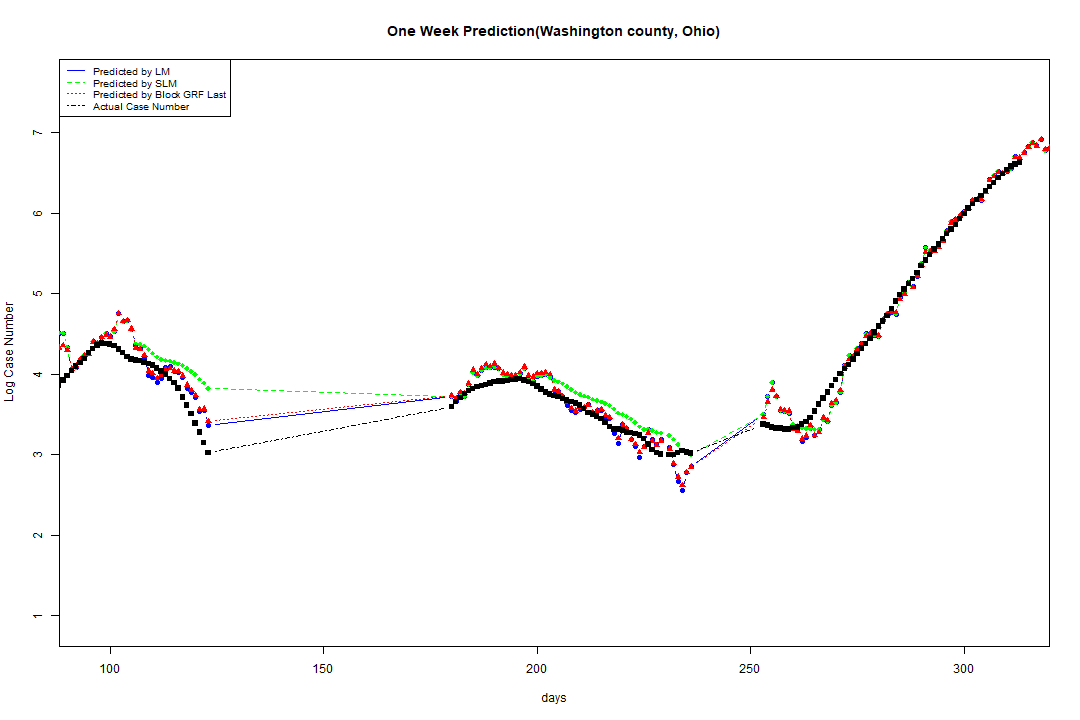 One Week Prediction(Washington county, Ohio)
Predicted by LM
Predicted by SLM
Predicted by Block GRF Last
Actual Case Number
7
6
5
4
3
2
1
Log Case Number
100 150 200 250 300
days